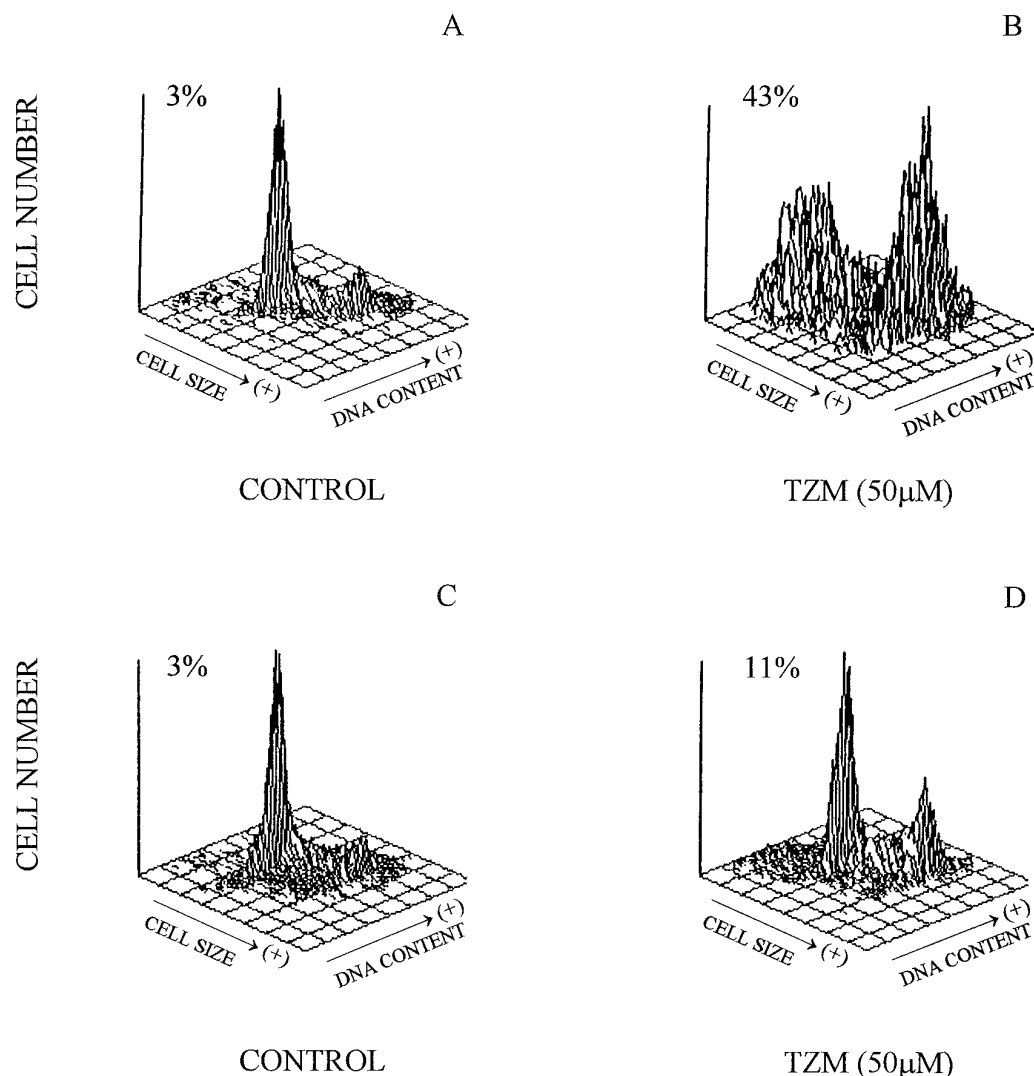 A
B
3%
43%
CELL NUMBER
CELL SIZE (+)
DNA CONTENT (+)
CELL SIZE (+)
DNA CONTENT (+)
CONTROL
TZM (50μM)
C
D
3%
11%
CELL NUMBER
CELL SIZE (+)
DNA CONTENT (+)
CELL SIZE (+)
DNA CONTENT (+)
CONTROL
TZM (50μM)